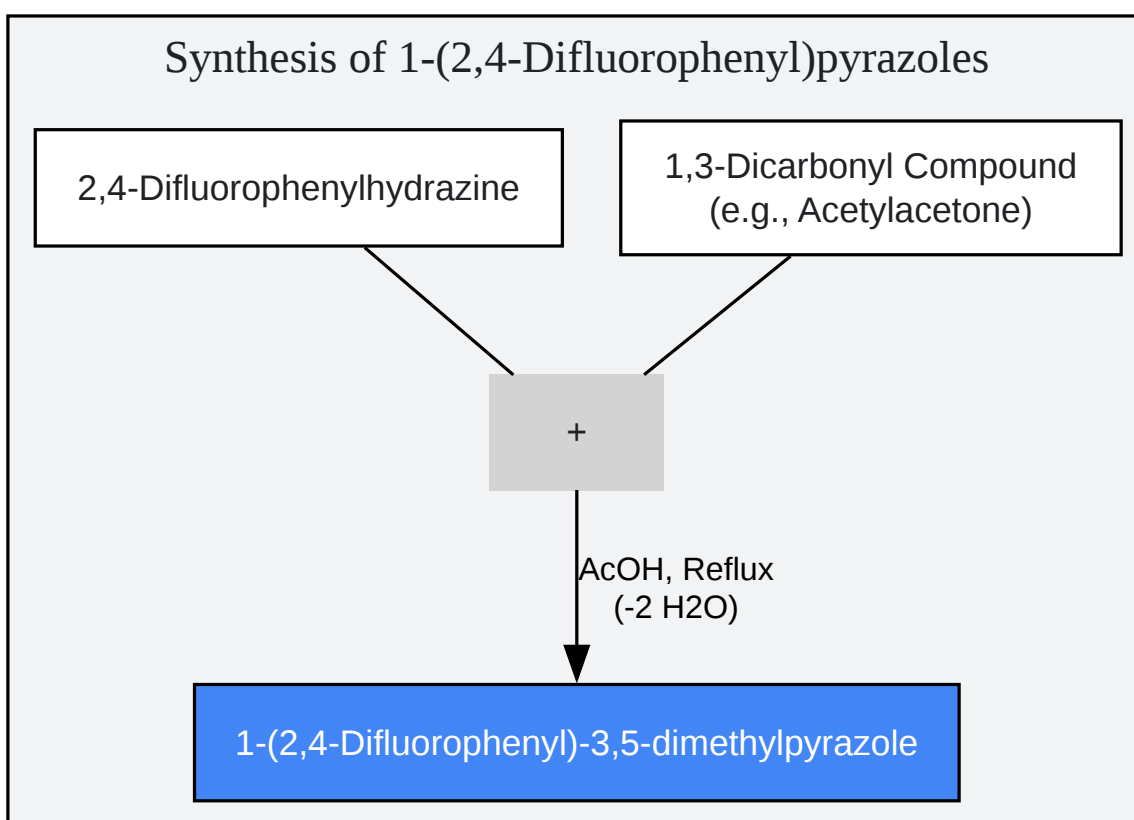 Synthesis of 1-(2,4-Difluorophenyl)pyrazoles
2,4-Difluorophenylhydrazine
1,3-Dicarbonyl Compound
(e.g., Acetylacetone)
+
AcOH, Reflux
(-2 H2O)
1-(2,4-Difluorophenyl)-3,5-dimethylpyrazole